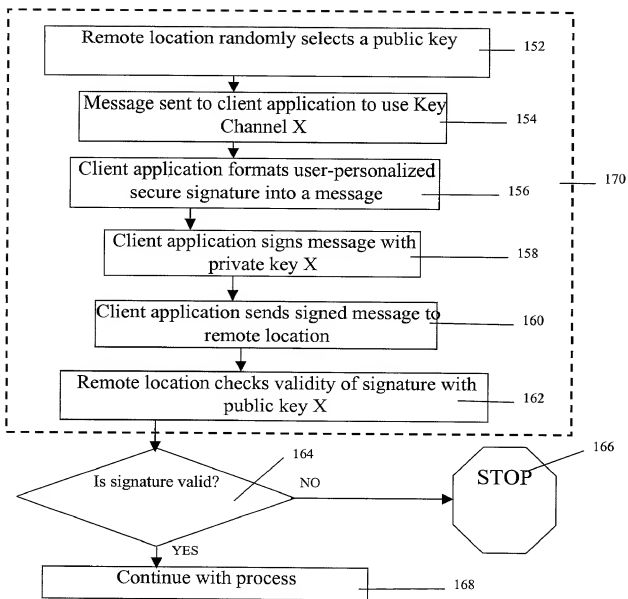 Remote location randomly selects a public key
152
Message sent to client application to use Key
Channel X
154
Client application formats user-personalized
secure signature into a message
156
170
Client application signs message with
private key X
158
Client application sends signed message to
remote location
160
Remote location checks validity of signature with
public key X
162
Is signature valid?
164
NO
STOP
166
YES
Continue with process
168